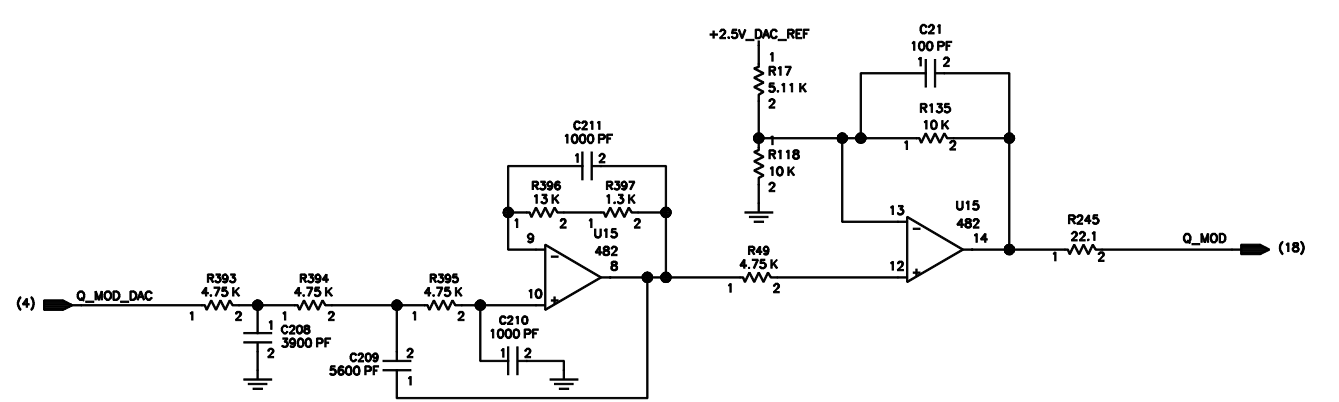 +2.5V_DAC_REF
1
R17
5.11 K
2
C21
100 PF
1 2
R135
10 K
1 2
1
R118
10 K
2
C211
1000 PF
1 2
R396
13 K
1 2
R397
1.3 K
1 2
9
U15
482
8
10
- +
13
U15
482
14
12
- +
R245
22.1
1 2
Q_MOD
(18)
R49
4.75 K
1 2
(4)
Q_MOD_DAC
R393
4.75 K
1 2
R394
4.75 K
1 2
R395
4.75 K
1 2
1
C208
3900 PF
2
C209
5600 PF
2
1
C210
1000 PF
1 2